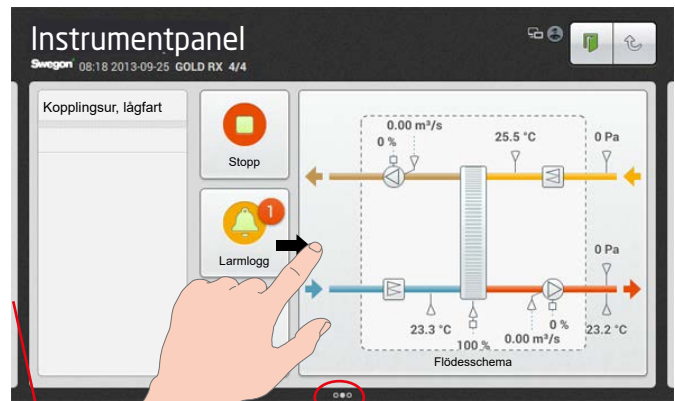 Instrumentpanel
Swegon 08:18 2013-09-25 GOLD RX 4/4
Kopplingsur, lågfart
Stopp
1
Larmlogg
0.00 m³/s
0 %
25.5 °C
0 Pa
0 Pa
23.3 °C
100 %
0.00 m³/s
0 %
23.2 °C
Flödesschema